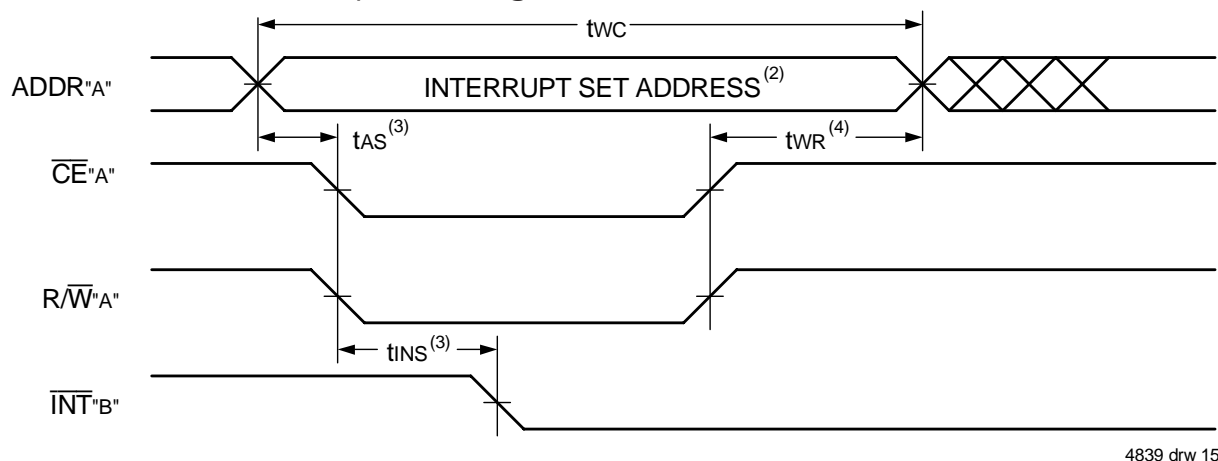 tWC
ADDR"A"
INTERRUPT SET ADDRESS(2)
tAS(3)
tWR(4)
CE"A"
R/W"A"
tINS(3)
INT"B"
4839 drw 15